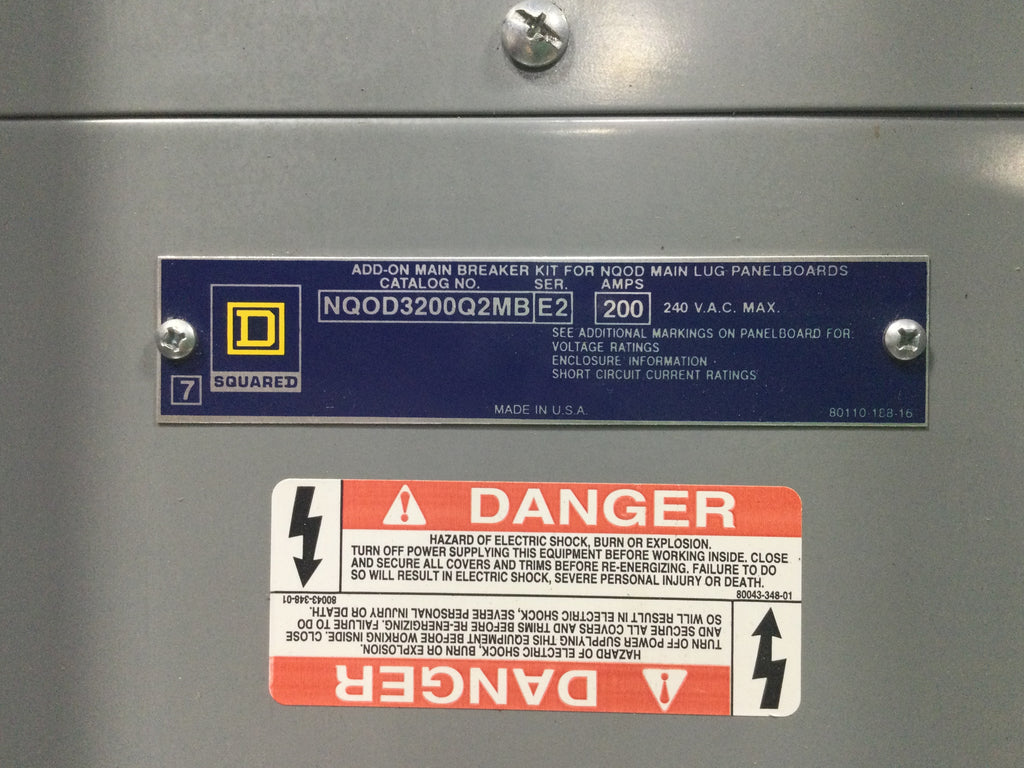 ADD-ON MAIN BREAKER KIT FOR NQOD MAIN LUG PANELBOARDS
CATALOG NO. SER. AMPS
NQOD3200Q2MB E2 200 240 V.A.C. MAX.
SEE ADDITIONAL MARKINGS ON PANELBOARD FOR:
VOLTAGE RATINGS
ENCLOSURE INFORMATION
SHORT CIRCUIT CURRENT RATINGS
D
SQUARE D
7
MADE IN U.S.A.
80110-188-16
DANGER
HAZARD OF ELECTRIC SHOCK, BURN OR EXPLOSION.
TURN OFF POWER SUPPLYING THIS EQUIPMENT BEFORE WORKING INSIDE. CLOSE
AND SECURE ALL COVERS AND TRIMS BEFORE RE-ENERGIZING. FAILURE TO DO
SO WILL RESULT IN ELECTRIC SHOCK, SEVERE PERSONAL INJURY OR DEATH.
80043-348-01
DANGER
HAZARD OF ELECTRIC SHOCK, BURN OR EXPLOSION.
TURN OFF POWER SUPPLYING THIS EQUIPMENT BEFORE WORKING INSIDE. CLOSE
AND SECURE ALL COVERS AND TRIMS BEFORE RE-ENERGIZING. FAILURE TO DO
SO WILL RESULT IN ELECTRIC SHOCK, SEVERE PERSONAL INJURY OR DEATH.
80043-348-01